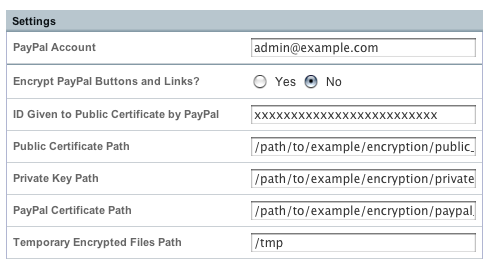 Settings
PayPal Account admin@example.com
Encrypt PayPal Buttons and Links? Yes No
ID Given to Public Certificate by PayPal xxxxxxxxxxxxxxxxxxxxxxxxx
Public Certificate Path /path/to/example/encryption/public_
Private Key Path /path/to/example/encryption/private
PayPal Certificate Path /path/to/example/encryption/paypal_
Temporary Encrypted Files Path /tmp